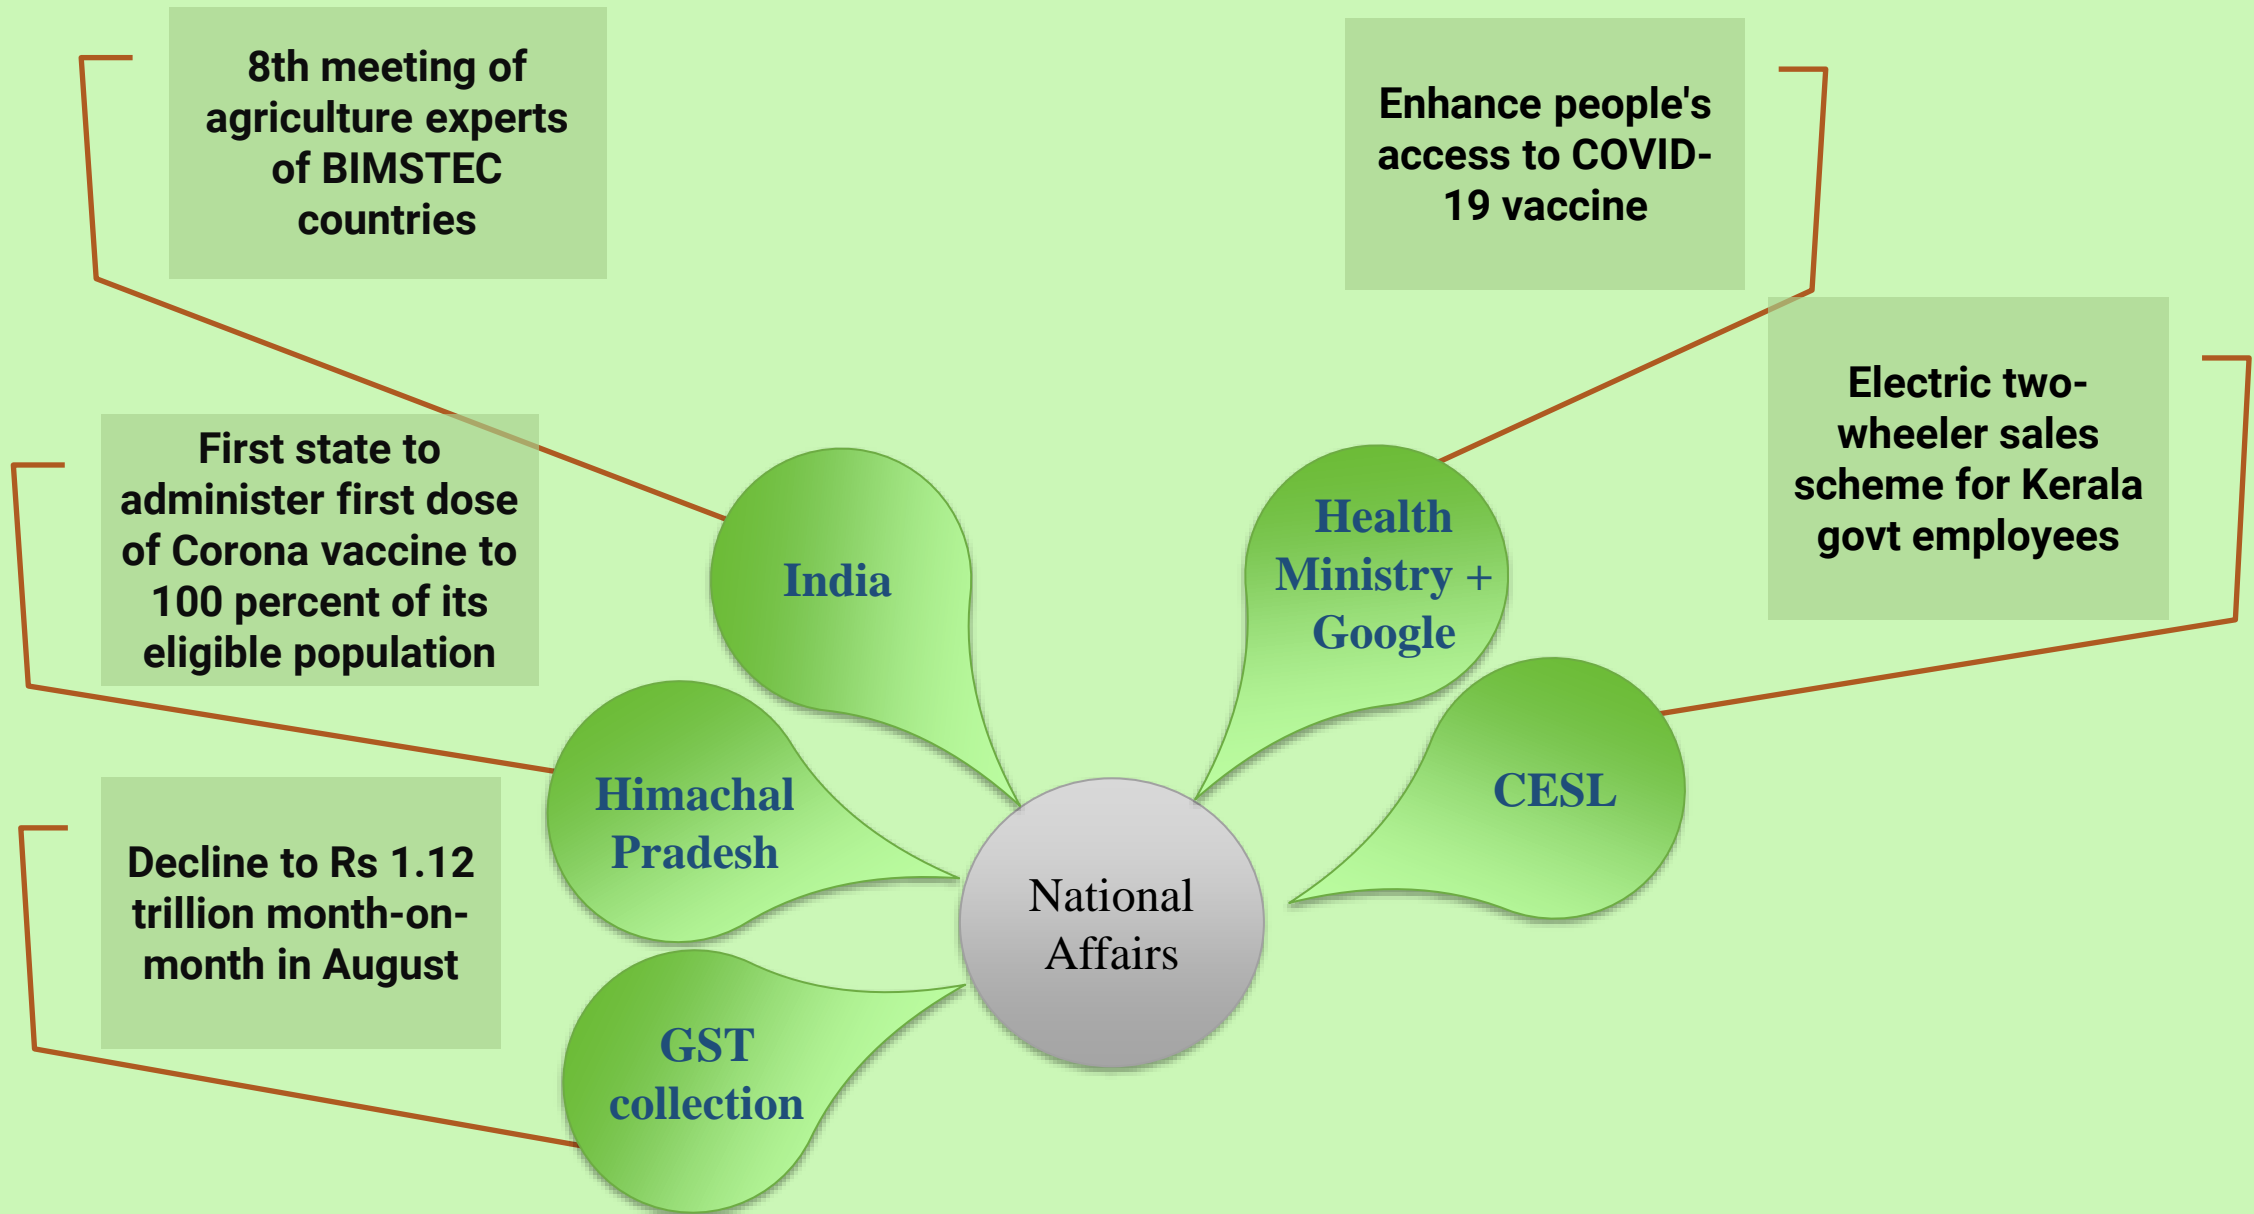 8th meeting of
agriculture experts
of BIMSTEC
countries
Enhance people's
access to COVID-
19 vaccine
Electric two-
wheeler sales
scheme for Kerala
govt employees
First state to
administer first dose
of Corona vaccine to
100 percent of its
eligible population
India
Health
Ministry +
Google
Himachal
Pradesh
CESL
Decline to Rs 1.12
trillion month-on-
month in August
National
Affairs
GST
collection